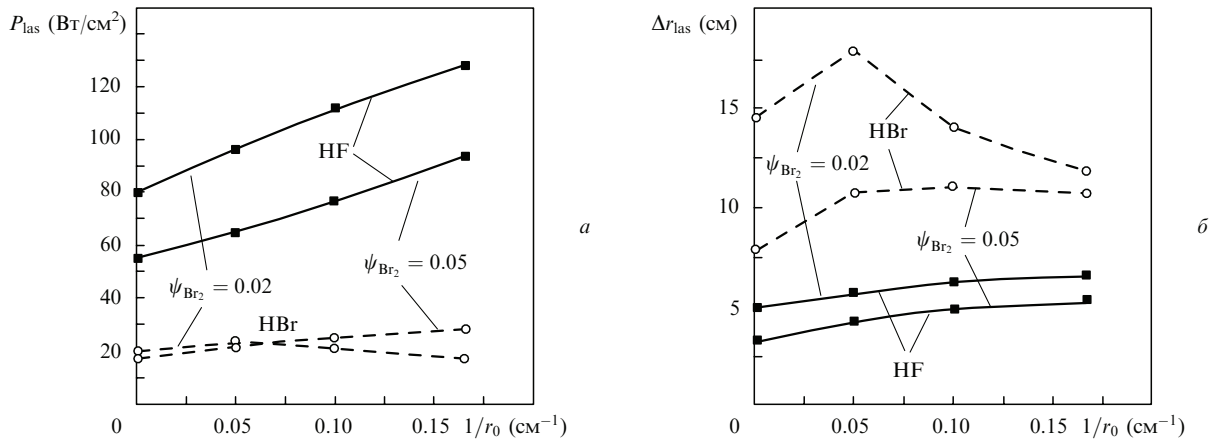 P_las (Вт/см²)
120
100
80
60
40
20
0
0.05
0.10
0.15
1/r₀ (см⁻¹)
HF
ψ_Br₂ = 0.02
ψ_Br₂ = 0.05
HBr
а
Δr_las (см)
15
10
5
0
0.05
0.10
0.15
1/r₀ (см⁻¹)
HBr
ψ_Br₂ = 0.02
ψ_Br₂ = 0.05
HF
б